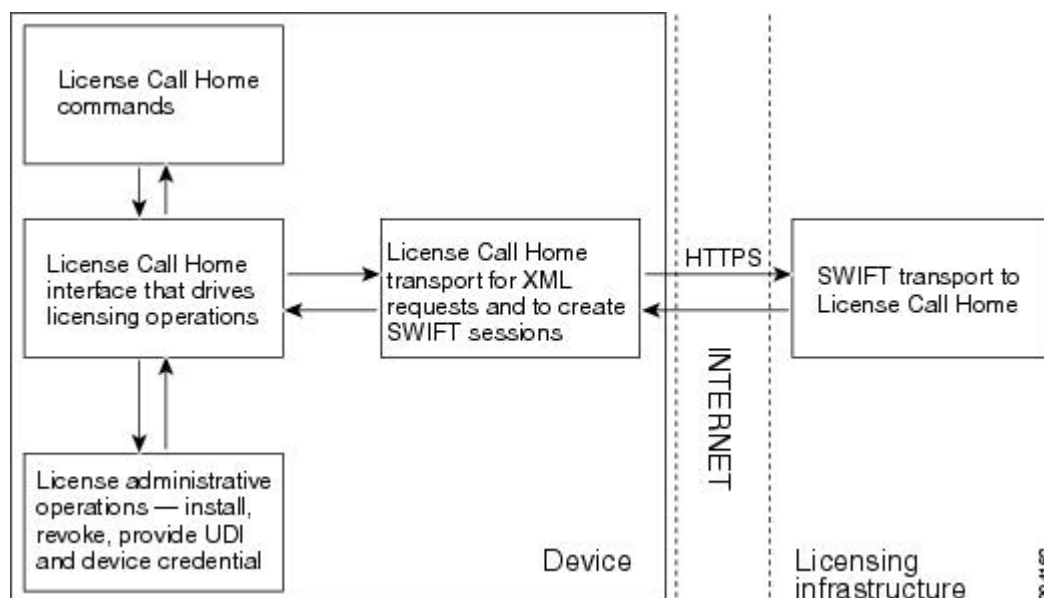 License Call Home
commands
License Call Home
interface that drives
licensing operations
License Call Home
transport for XML
requests and to create
SWIFT sessions
HTTPS
SWIFT transport to
License Call Home
INTERNET
License administrative
operations — install,
revoke, provide UDI
and device credential
Device
Licensing
infrastructure